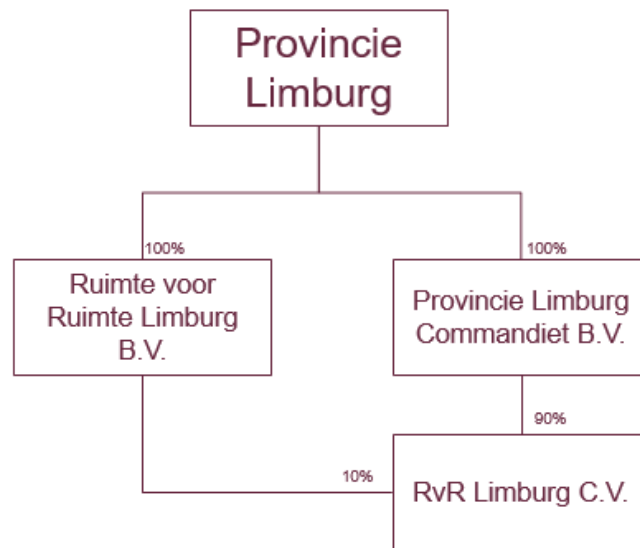 Provincie
Limburg
100%
100%
Ruimte voor
Ruimte Limburg
B.V.
Provincie Limburg
Commandiet B.V.
90%
10%
RvR Limburg C.V.